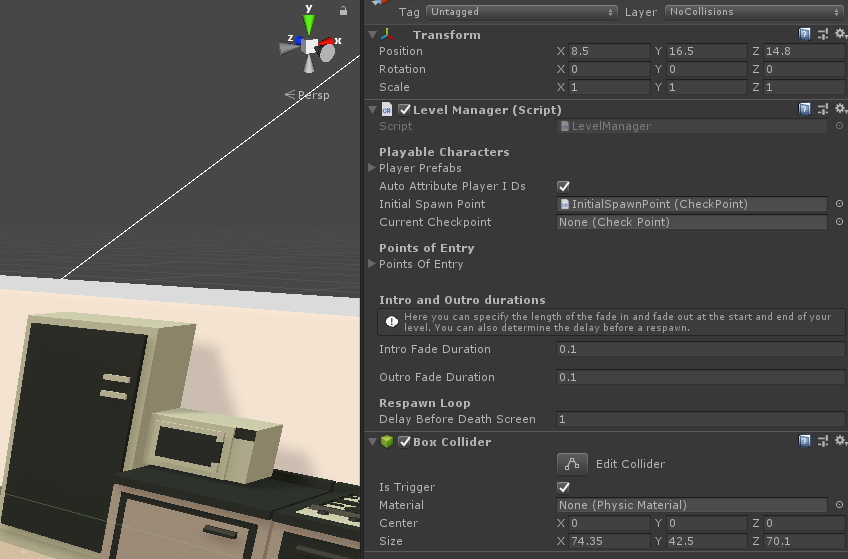 Tag Untagged Layer NoCollisions
y
z x
Persp
Transform
Position X 8.5 Y 16.5 Z 14.8
Rotation X 0 Y 0 Z 0
Scale X 1 Y 1 Z 1
Level Manager (Script)
Script LevelManager
Playable Characters
Player Prefabs
Auto Attribute Player I Ds
Initial Spawn Point InitialSpawnPoint (CheckPoint)
Current Checkpoint None (Check Point)
Points of Entry
Points Of Entry
Intro and Outro durations
Here you can specify the length of the fade in and fade out at the start and end of your
level. You can also determine the delay before a respawn.
Intro Fade Duration 0.1
Outro Fade Duration 0.1
Respawn Loop
Delay Before Death Screen 1
Box Collider
Edit Collider
Is Trigger
Material None (Physic Material)
Center X 0 Y 0 Z 0
Size X 74.35 Y 42.5 Z 70.1